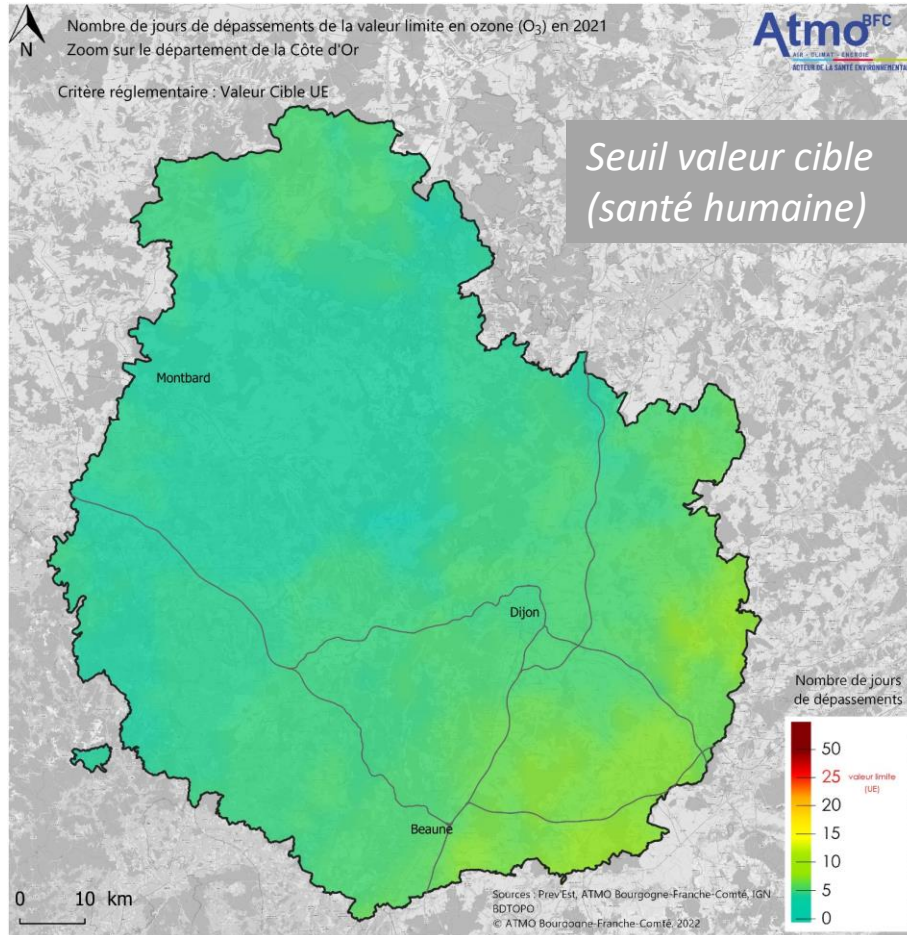 N
Nombre de jours de dépassements de la valeur limite en ozone (O₃) en 2021
Zoom sur le département de la Côte d'Or
Critère réglementaire : Valeur Cible UE
Atmo BFC
AIR - CLIMAT - ÉNERGIE
ACTEUR DE LA SANTÉ ENVIRONNEMENTA
Seuil valeur cible
(santé humaine)
Montbard
Dijon
Beaune
Nombre de jours
de dépassements
50
25 valeur limite
(UE)
20
15
10
5
0
0 10 km
Sources : Prev'Est, ATMO Bourgogne-Franche-Comté, IGN
BDTOPO
© ATMO Bourgogne-Franche-Comté, 2022